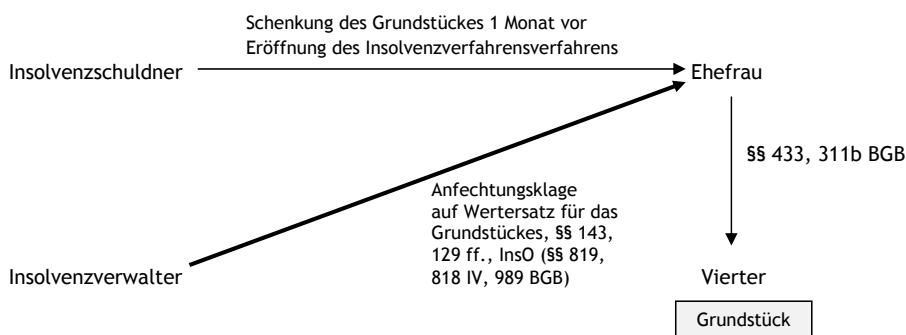 Schenkung des Grundstückes 1 Monat vor
Eröffnung des Insolvenzverfahrensverfahrens
Insolvenzschuldner
Ehefrau
§§ 433, 311b BGB
Anfechtungsklage
auf Wertersatz für das
Grundstückes, §§ 143,
129 ff., InsO (§§ 819,
818 IV, 989 BGB)
Insolvenzverwalter
Vierter
Grundstück